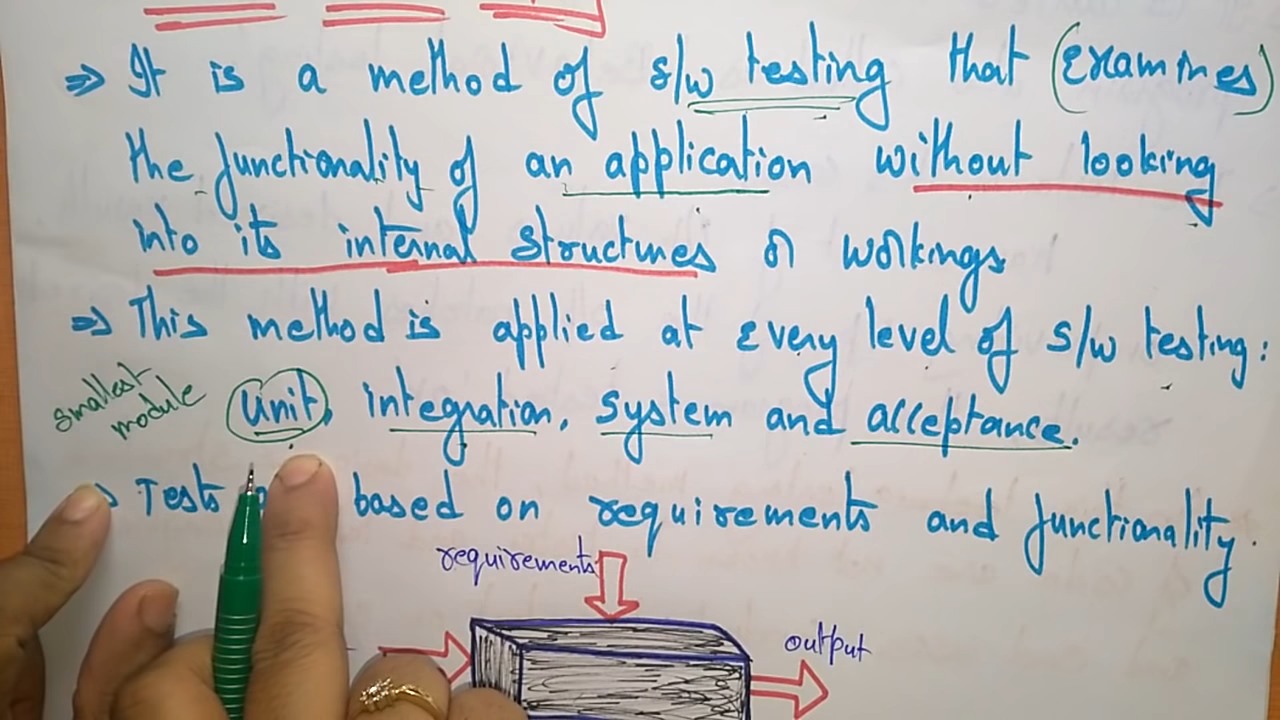 ⇒ It is a method of s/w testing that (examines)
the functionality of an application without looking
into its internal structures or workings
⇒ This method is applied at every level of s/w testing:
smallest module
unit, integration, system and acceptance.
Tests based on requirements and functionality.
requirements
output